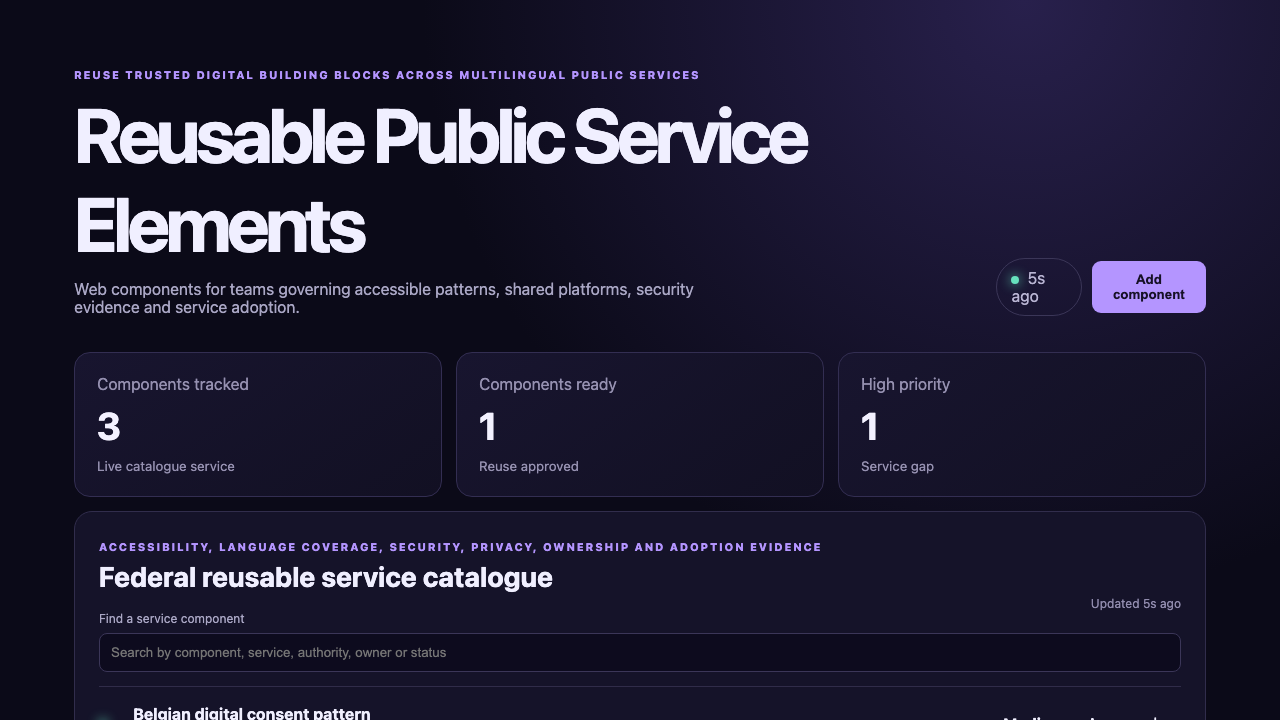 REUSE TRUSTED DIGITAL BUILDING BLOCKS ACROSS MULTILINGUAL PUBLIC SERVICES
Reusable Public Service
Elements
Web components for teams governing accessible patterns, shared platforms, security
evidence and service adoption.
5s
ago
Add
component
Components tracked
3
Live catalogue service
Components ready
1
Reuse approved
High priority
1
Service gap
ACCESSIBILITY, LANGUAGE COVERAGE, SECURITY, PRIVACY, OWNERSHIP AND ADOPTION EVIDENCE
Federal reusable service catalogue
Updated 5s ago
Find a service component
Search by component, service, authority, owner or status
Belgian digital consent pattern